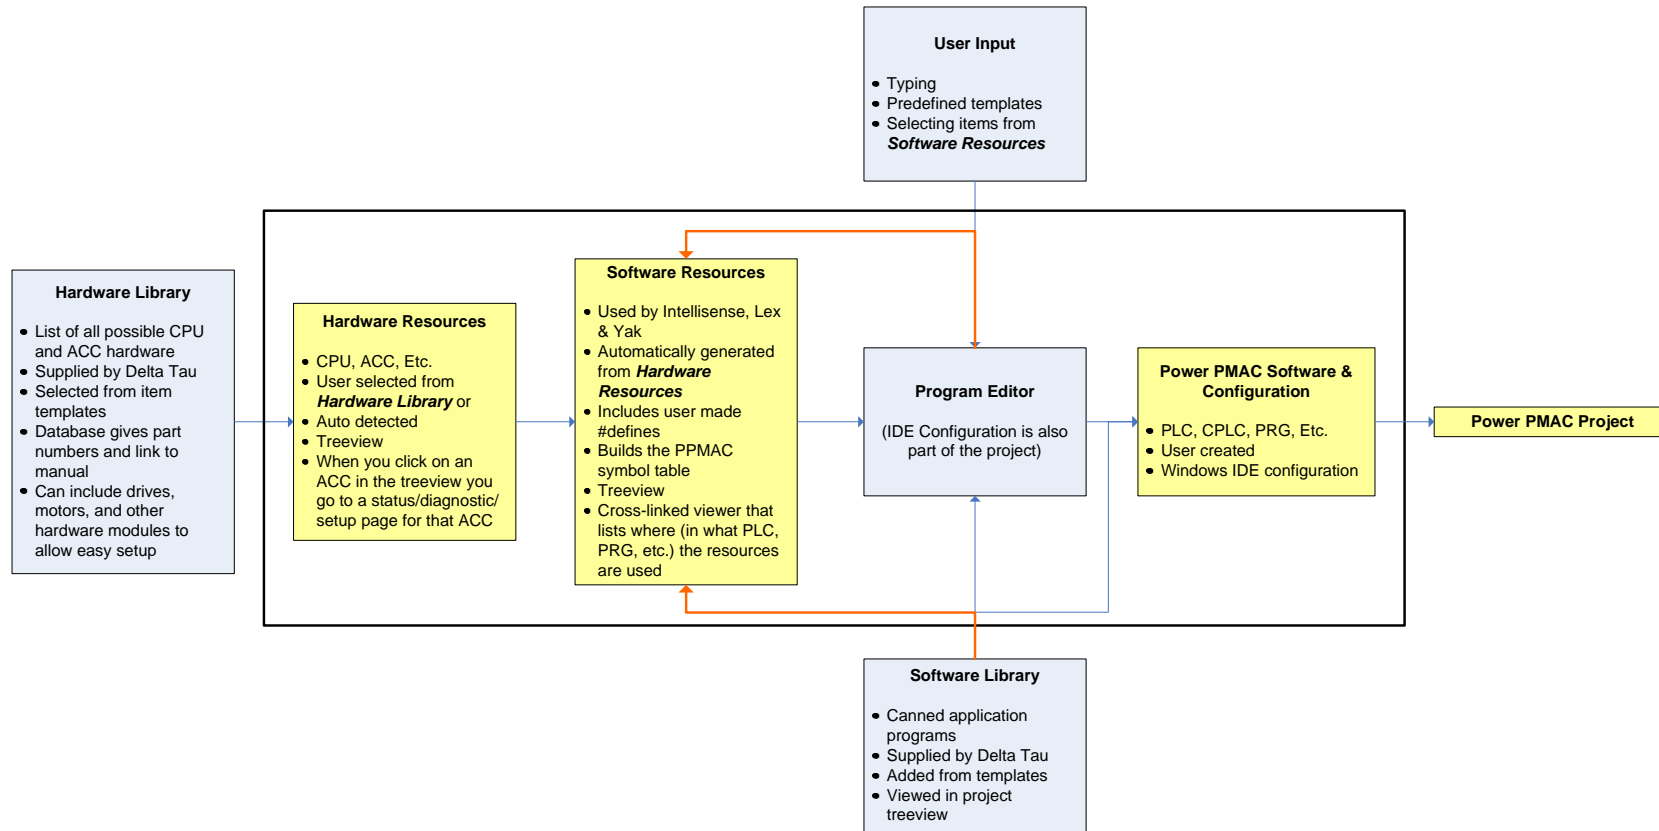 User Input
• Typing
• Predefined templates
• Selecting items from
Software Resources
Hardware Library
• List of all possible CPU
and ACC hardware
• Supplied by Delta Tau
• Selected from item
templates
• Database gives part
numbers and link to
manual
• Can include drives,
motors, and other
hardware modules to
allow easy setup
Hardware Resources
• CPU, ACC, Etc.
• User selected from
Hardware Library or
• Auto detected
• Treeview
• When you click on an
ACC in the treeview you
go to a status/diagnostic/
setup page for that ACC
Software Resources
• Used by Intellisense, Lex
& Yak
• Automatically generated
from Hardware
Resources
• Includes user made
#defines
• Builds the PPMAC
symbol table
• Treeview
• Cross-linked viewer that
lists where (in what PLC,
PRG, etc.) the resources
are used
Program Editor
(IDE Configuration is also
part of the project)
Power PMAC Software &
Configuration
• PLC, CPLC, PRG, Etc.
• User created
• Windows IDE configuration
Power PMAC Project
Software Library
• Canned application
programs
• Supplied by Delta Tau
• Added from templates
• Viewed in project
treeview